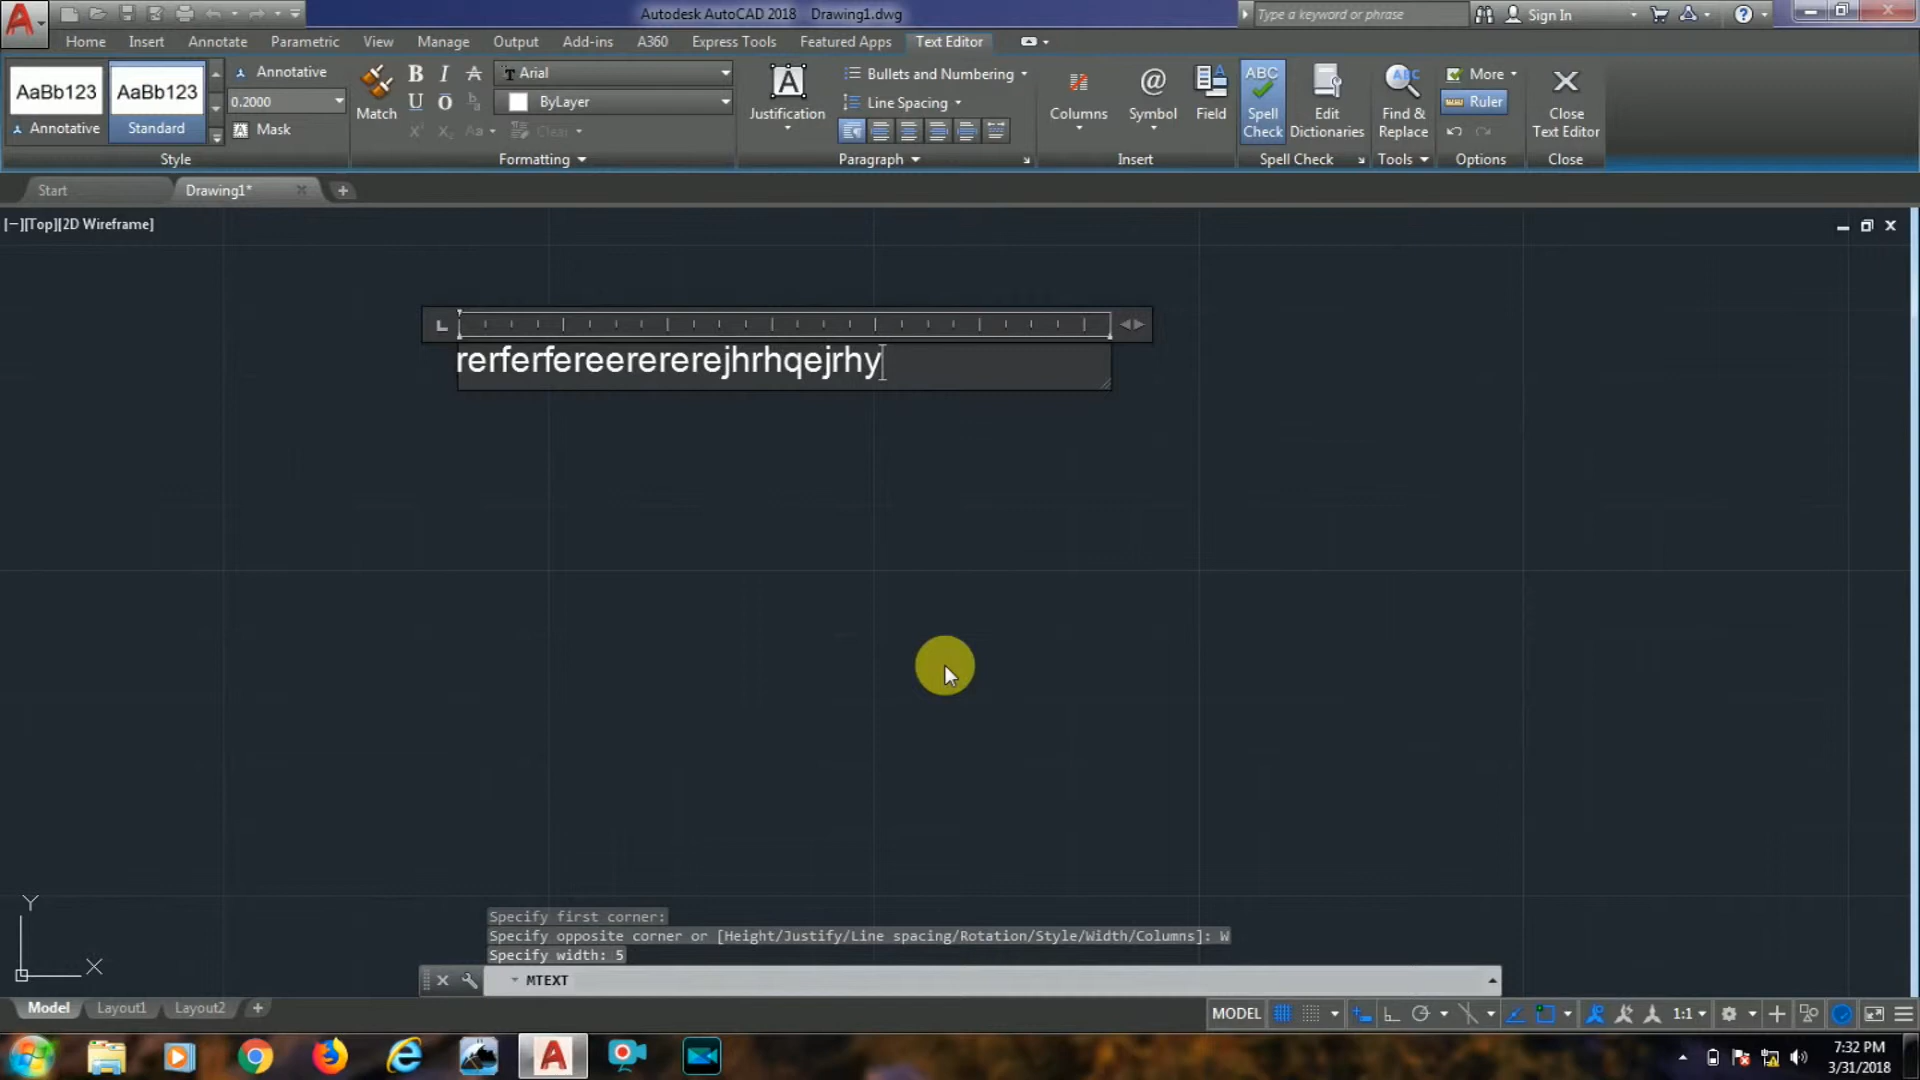 Autodesk AutoCAD 2018 Drawing1.dwg
Type a keyword or phrase
Sign In
Home Insert Annotate Parametric View Manage Output Add-ins A360 Express Tools Featured Apps Text Editor
AaBb123 AaBb123
Annotative Standard
Annotative
0.2000
Mask
Style
Match
B I A
U O
Arial
ByLayer
Aa Clear
Formatting
A
Justification
Bullets and Numbering
Line Spacing
Paragraph
Columns
@
Symbol
Field
Insert
ABC
Spell
Check
Edit
Dictionaries
Spell Check
ABC
Find &
Replace
Tools
More
Ruler
Options
Close
Text Editor
Close
Start Drawing1*
[−][Top][2D Wireframe]
rerferfereererererejhrhqejrhy
Y
X
Specify first corner:
Specify opposite corner or [Height/Justify/Line spacing/Rotation/Style/Width/Columns]: W
Specify width: 5
MTEXT
Model Layout1 Layout2
MODEL
1:1
7:32 PM
3/31/2018